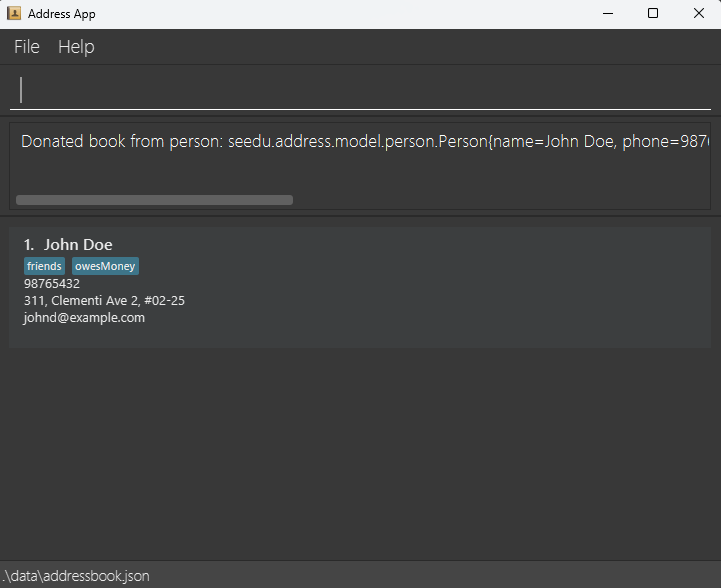 Address App
File Help
Donated book from person: seedu.address.model.person.Person{name=John Doe, phone=987
1. John Doe
friends owesMoney
98765432
311, Clementi Ave 2, #02-25
johnd@example.com
.\data\addressbook.json